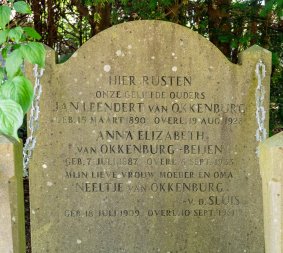 HIER RUSTEN
ONZE GELIEFDE OUDERS
JAN LEENDERT VAN OKKENBURG
GEB. 15 MAART 1890 OVERL. 19 AUG
ANNA ELIZABETH
VAN OKKENBURG-BEIJEN
GEB. 7 JULI 1887 OVERL. SEPT.
MIJN LIEVE VROUW MOEDER EN OMA
NEELTJE VAN OKKENBURG
-V. D. SLUIS
GEB. 18 JULI 1909 OVERL. 10 SEPT.